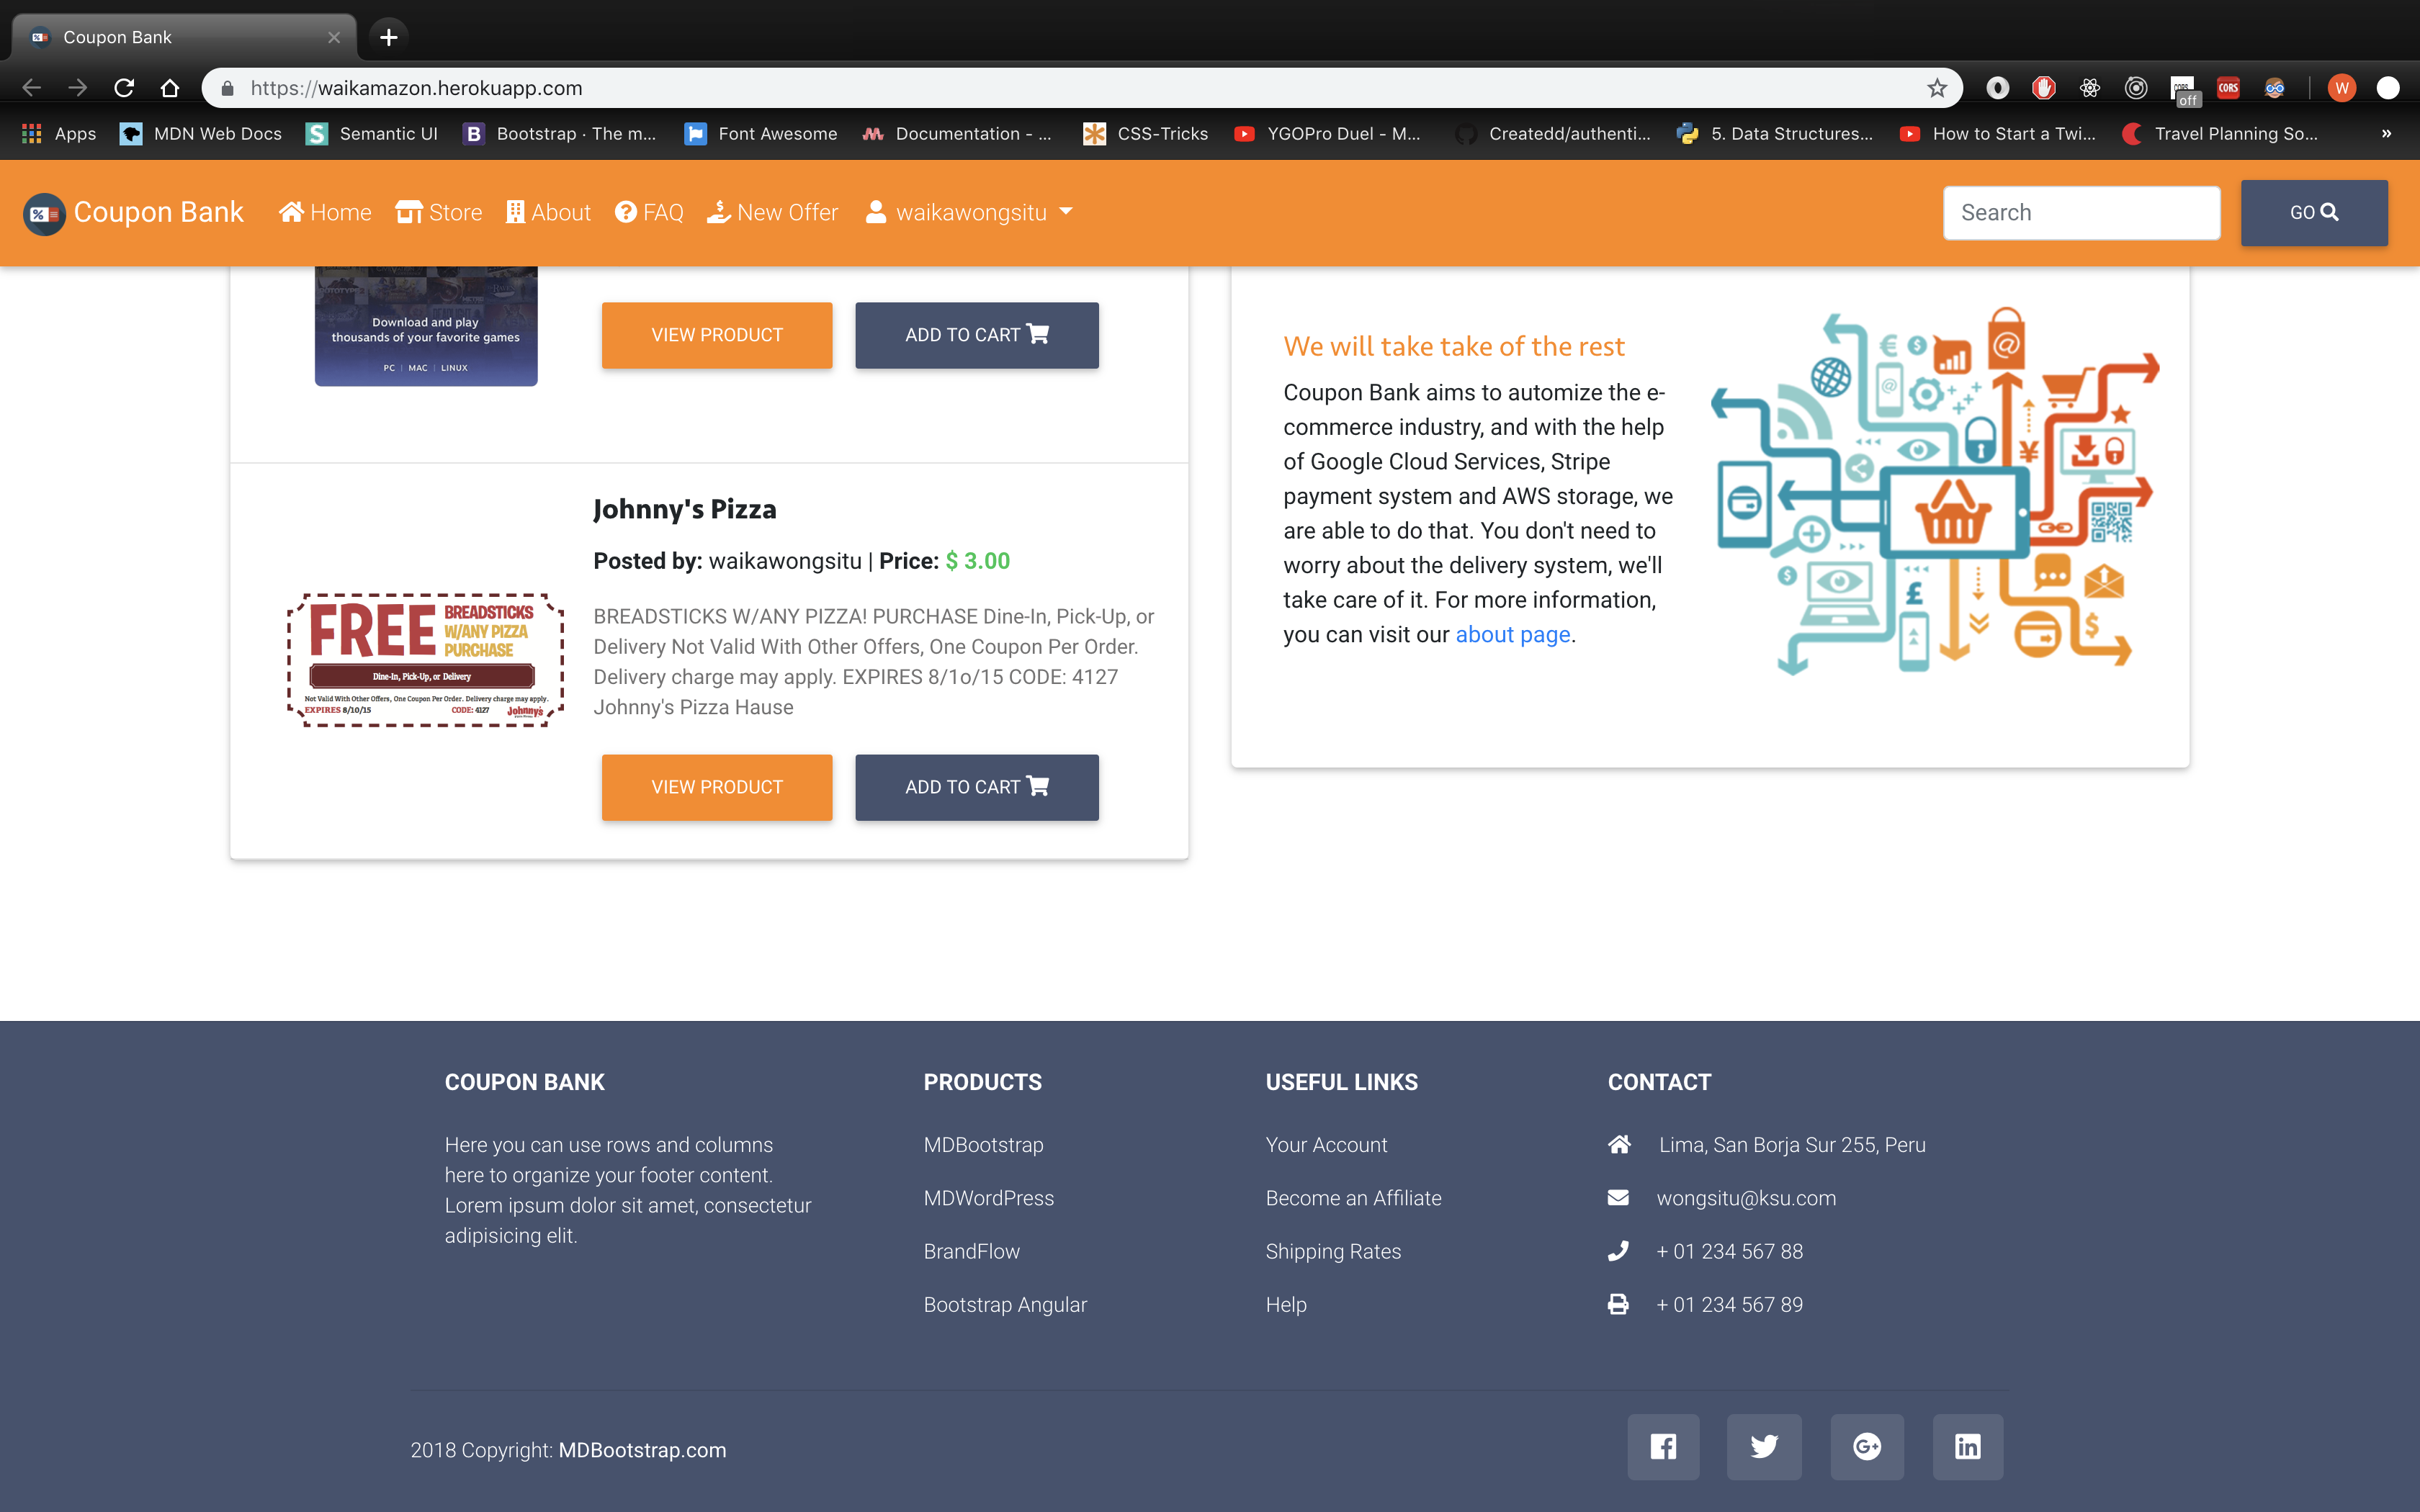 Coupon Bank
https://waikamazon.herokuapp.com
off
CORS
W
Apps
MDN Web Docs
Semantic UI
Bootstrap · The m...
Font Awesome
Documentation - ...
CSS-Tricks
YGOPro Duel - M...
Createdd/authenti...
5. Data Structures...
How to Start a Twi...
Travel Planning So...
»
Coupon Bank
Home
Store
About
FAQ
New Offer
waikawongsitu
Search
GO
Download and play
thousands of your favorite games
PC | MAC | LINUX
VIEW PRODUCT
ADD TO CART
Johnny's Pizza
Posted by: waikawongsitu | Price: $ 3.00
FREE
BREADSTICKS
W/ANY PIZZA
PURCHASE
Dine-In, Pick-Up, or Delivery
Not Valid With Other Offers, One Coupon Per Order. Delivery charge may apply.
EXPIRES 8/10/15
CODE: 4127
Johnny's
BREADSTICKS W/ANY PIZZA! PURCHASE Dine-In, Pick-Up, or
Delivery Not Valid With Other Offers, One Coupon Per Order.
Delivery charge may apply. EXPIRES 8/1o/15 CODE: 4127
Johnny's Pizza Hause
VIEW PRODUCT
ADD TO CART
We will take take of the rest
Coupon Bank aims to automize the e-
commerce industry, and with the help
of Google Cloud Services, Stripe
payment system and AWS storage, we
are able to do that. You don't need to
worry about the delivery system, we'll
take care of it. For more information,
you can visit our about page.
COUPON BANK
Here you can use rows and columns
here to organize your footer content.
Lorem ipsum dolor sit amet, consectetur
adipisicing elit.
PRODUCTS
MDBootstrap
MDWordPress
BrandFlow
Bootstrap Angular
USEFUL LINKS
Your Account
Become an Affiliate
Shipping Rates
Help
CONTACT
Lima, San Borja Sur 255, Peru
wongsitu@ksu.com
+ 01 234 567 88
+ 01 234 567 89
2018 Copyright: MDBootstrap.com